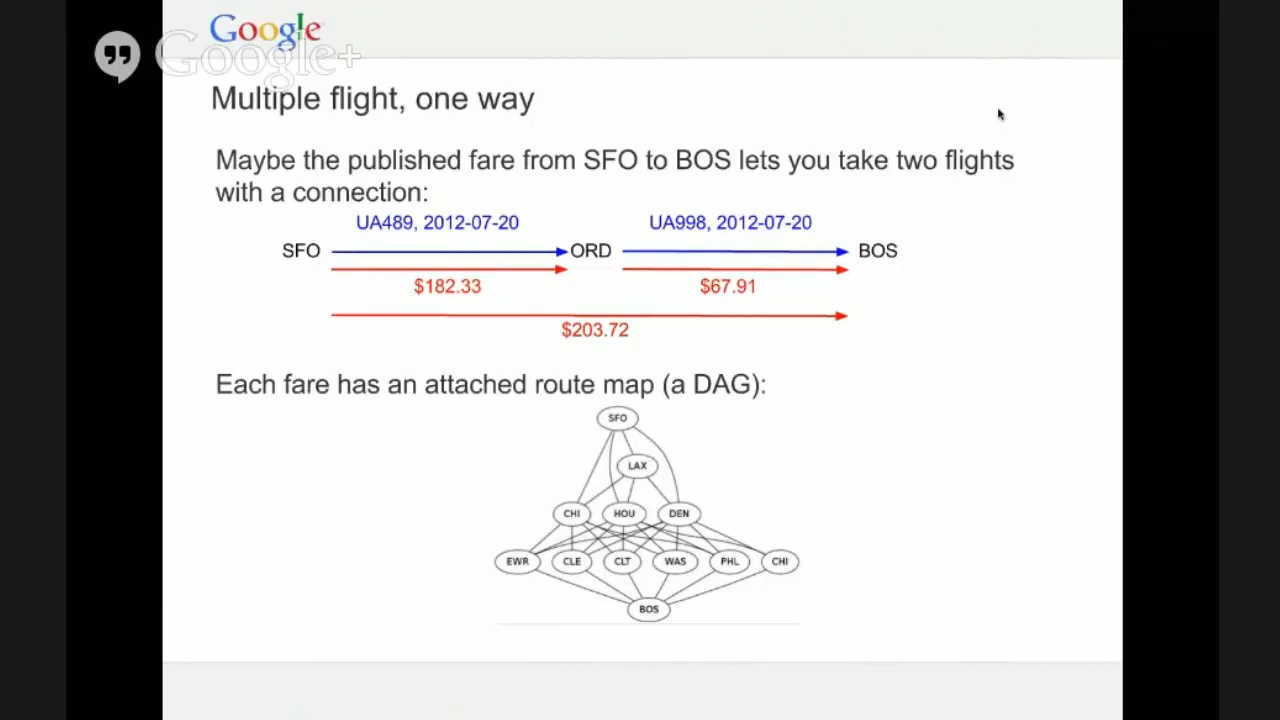 Google
Google+
Multiple flight, one way
Maybe the published fare from SFO to BOS lets you take two flights
with a connection:
UA489, 2012-07-20 UA998, 2012-07-20
SFO ORD BOS
$182.33 $67.91
$203.72
Each fare has an attached route map (a DAG):
SFO
LAX
CHI HOU DEN
EWR CLE CLT WAS PHL CHI
BOS